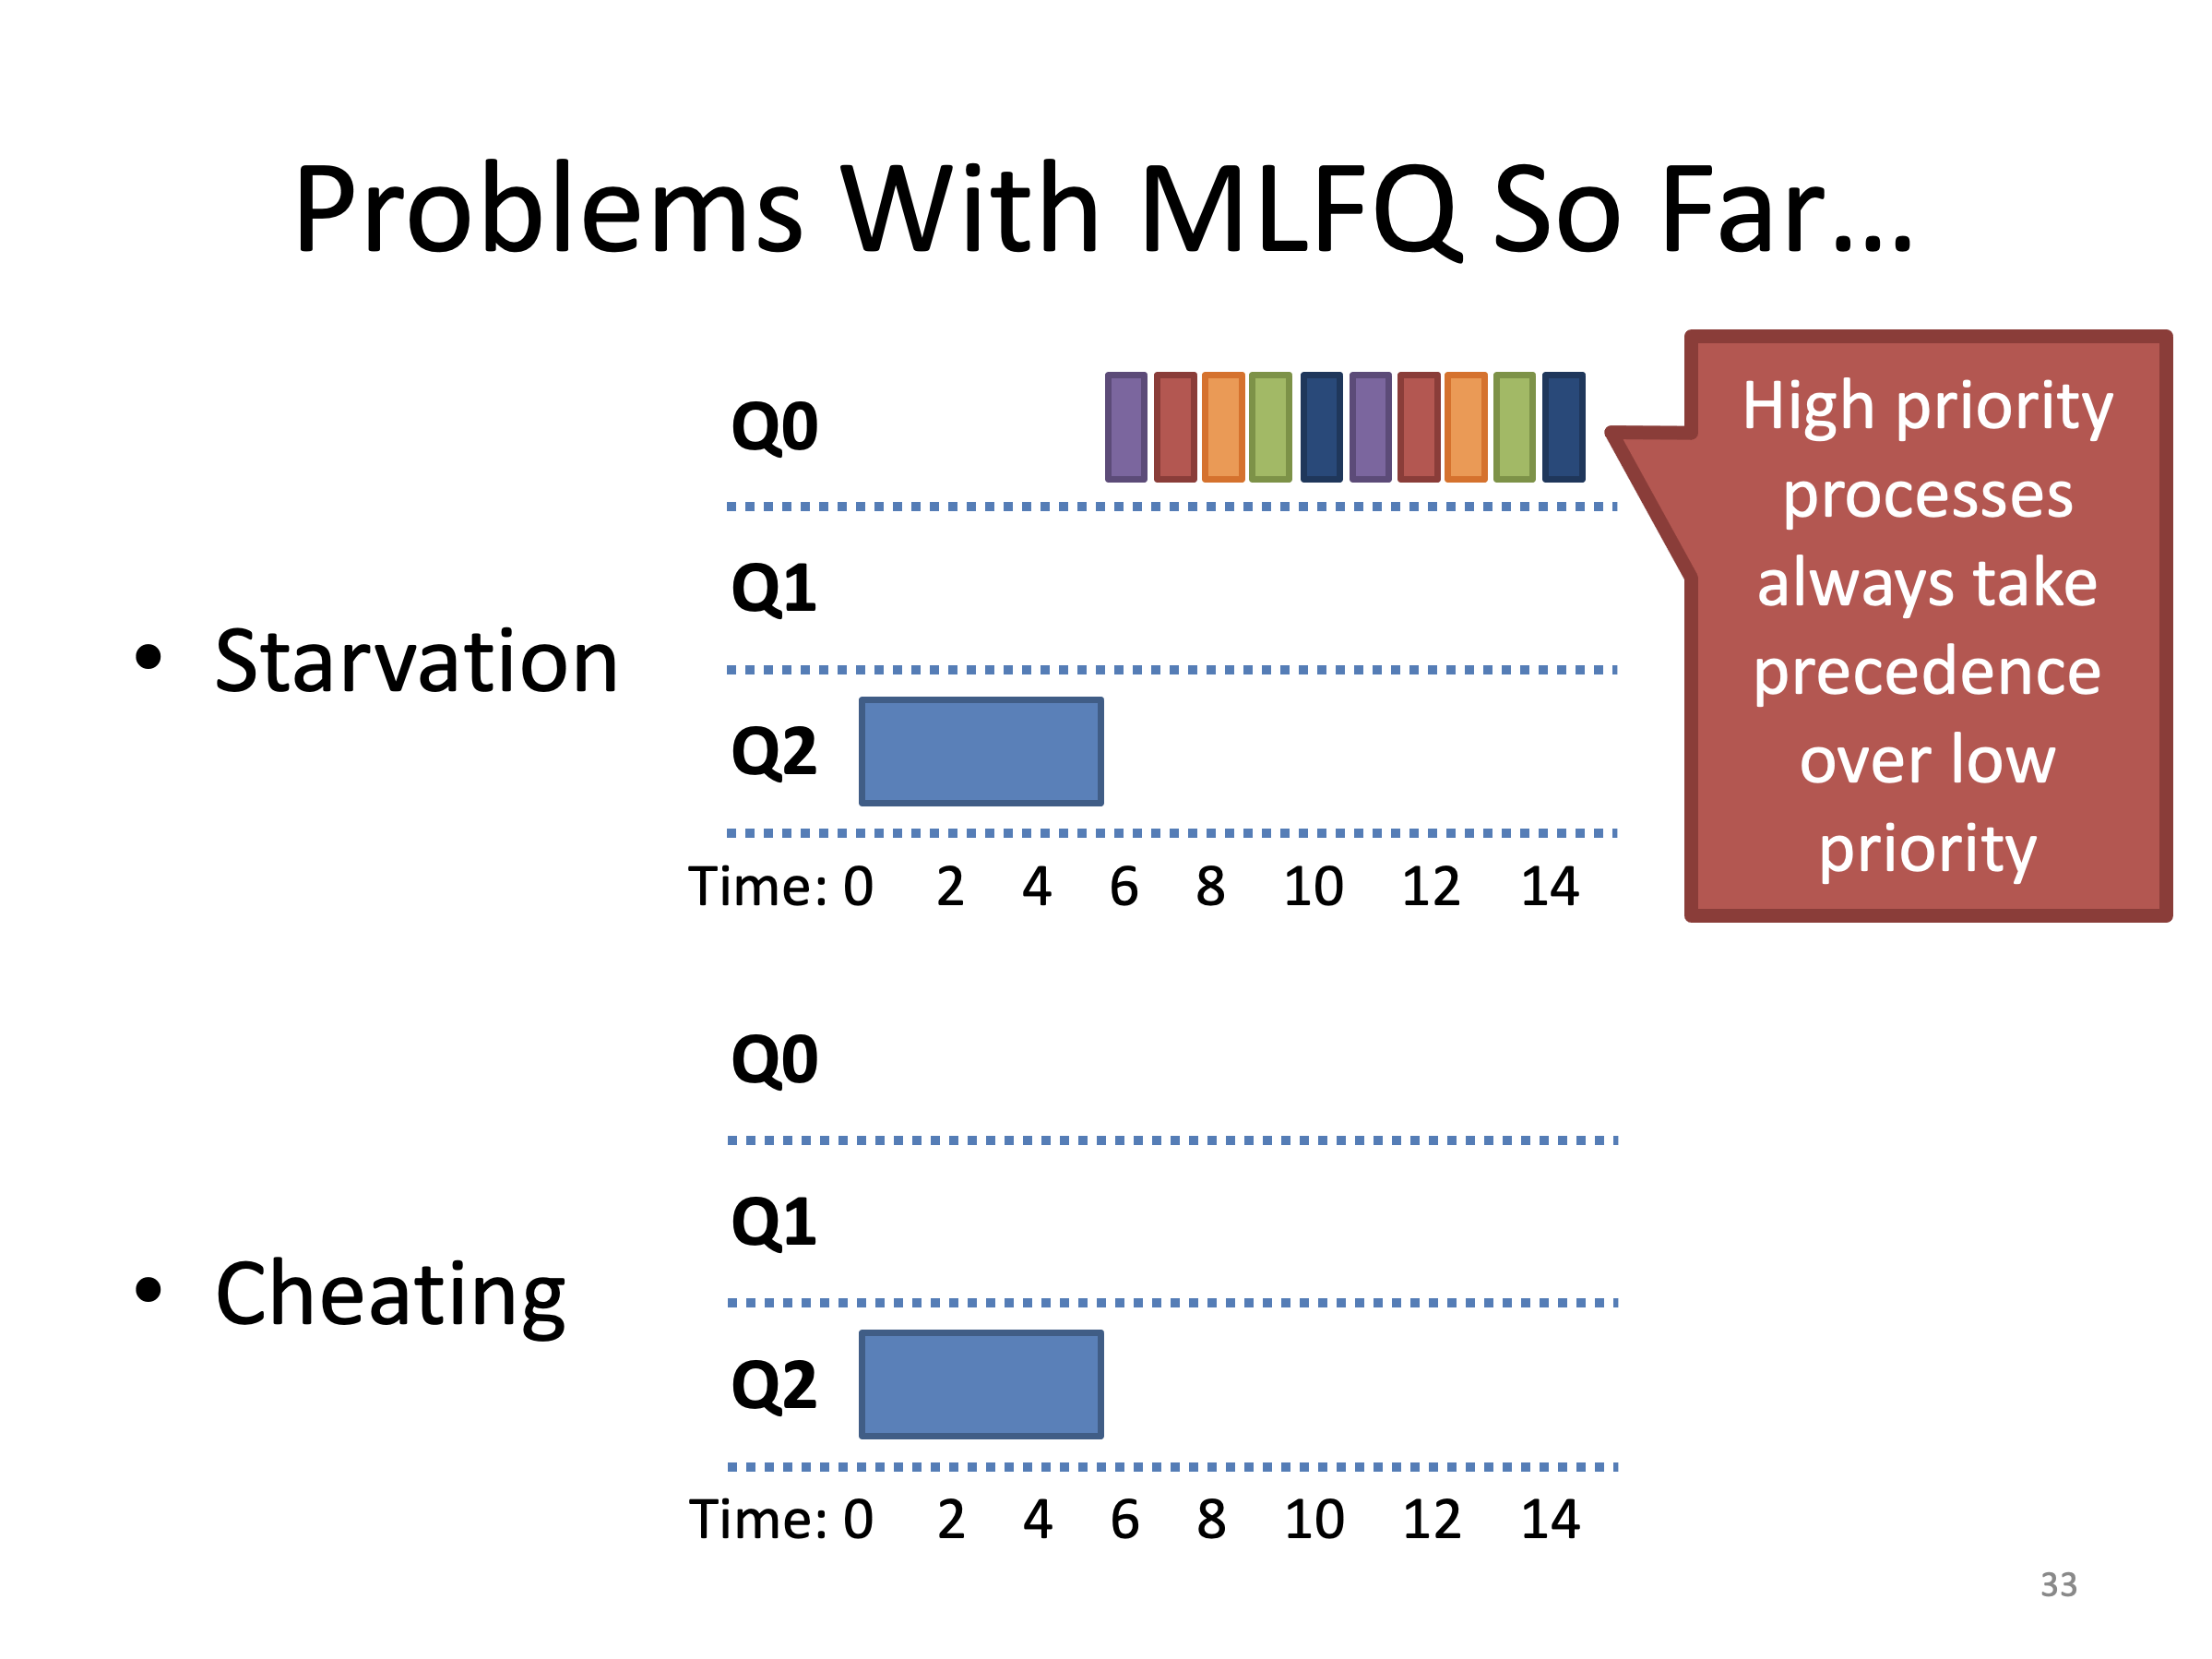 Problems With MLFQ So Far…
Q0
Q1
• Starvation
Q2
Time: 0 2 4 6 8 10 12 14
High priority
processes
always take
precedence
over low
priority
Q0
Q1
• Cheating
Q2
Time: 0 2 4 6 8 10 12 14
33